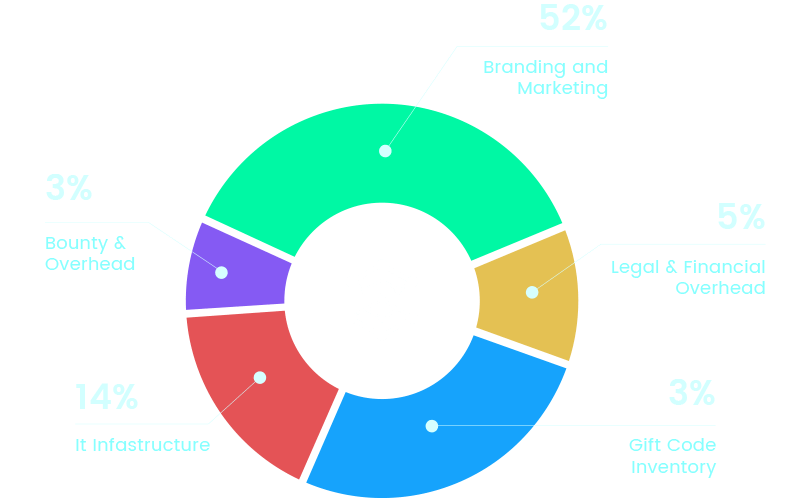 52%
Branding and
Marketing
3%
Bounty &
Overhead
5%
Legal & Financial
Overhead
14%
It Infastructure
3%
Gift Code
Inventory